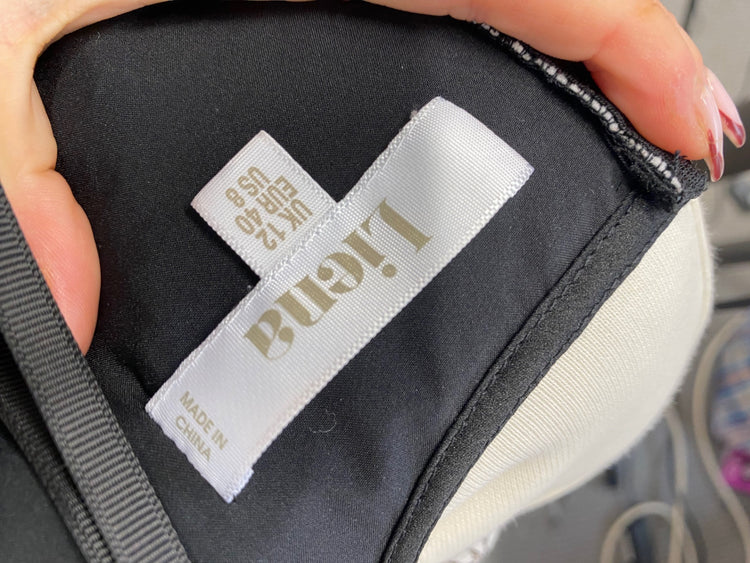 Liena
UK 12
EUR 40
US 8
MADE IN
CHINA